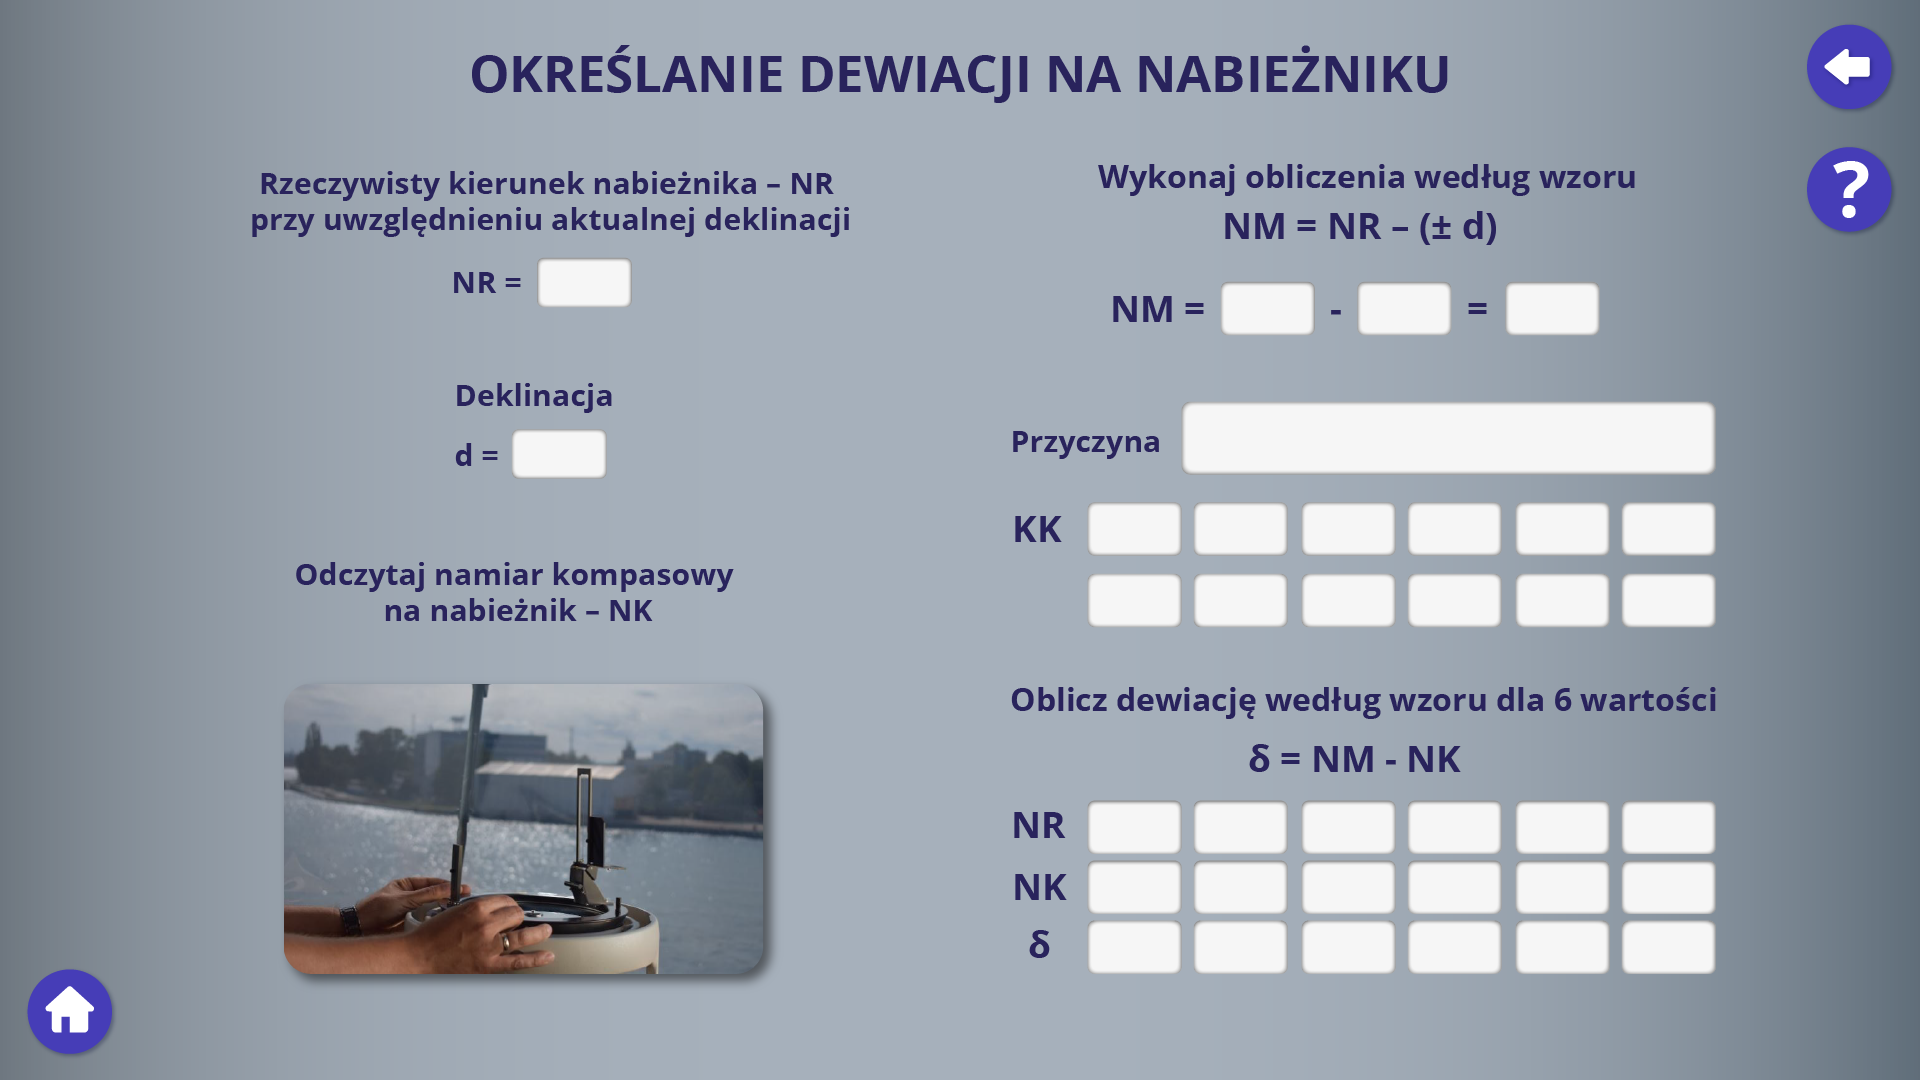 OKREŚLANIE DEWIACJI NA NABIEŻNIKU
Rzeczywisty kierunek nabieżnika – NR
przy uwzględnieniu aktualnej deklinacji
NR =
Deklinacja
d =
Odczytaj namiar kompasowy
na nabieżnik – NK
Wykonaj obliczenia według wzoru
NM = NR – (± d)
NM = - =
Przyczyna
KK
Oblicz dewiację według wzoru dla 6 wartości
δ = NM - NK
NR
NK
δ
?